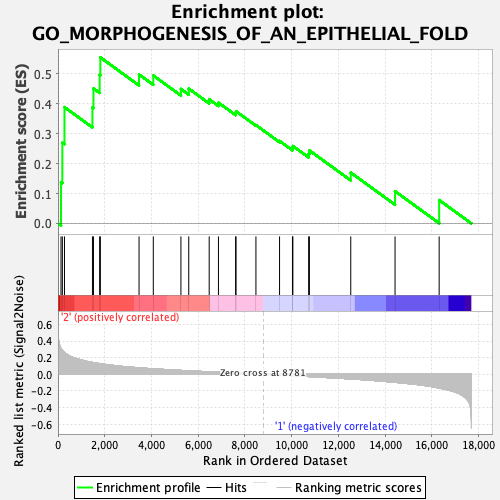 Enrichment plot:
GO_MORPHOGENESIS_OF_AN_EPITHELIAL_FOLD
Enrichment score (ES)
0.5
0.4
0.3
0.2
0.1
0.0
'2' (positively correlated)
Ranked list metric (Signal2Noise)
0.6
0.4
0.2
0.0
-0.2
-0.4
-0.6
Zero cross at 8781
'1' (negatively correlated)
0 2,000 4,000 6,000 8,000 10,000 12,000 14,000 16,000 18,000
Rank in Ordered Dataset
Enrichment profile Hits Ranking metric scores